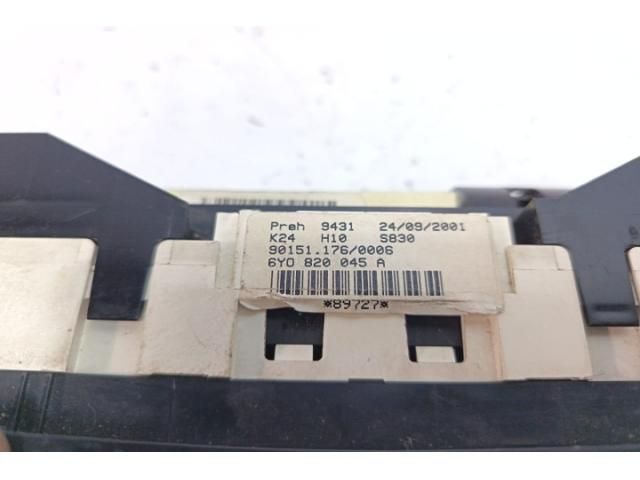 Preh 9431 24/09/2001
K24 H10 S830
90151.176/0006
6Y0 820 045 A
*89727*